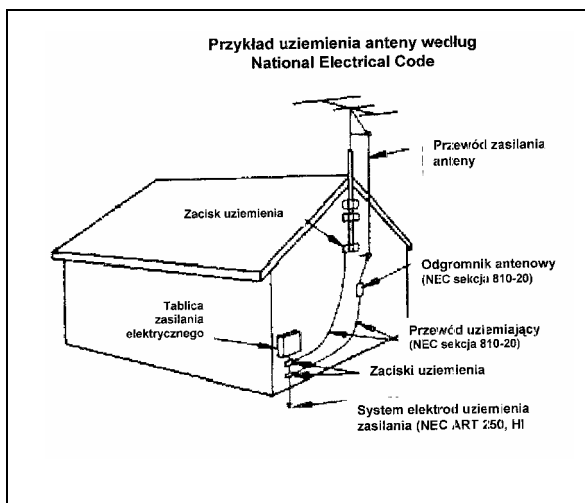 Przykład uziemienia anteny według
National Electrical Code
Przewód zasilania
anteny
Zacisk uziemienia
Odgromnik antenowy
(NEC sekcja 810-20)
Tablica
zasilania
elektrycznego
Przewód uziemiający
(NEC sekcja 810-20)
Zaciski uziemienia
System elektrod uziemienia
zasilania (NEC ART 250, HI